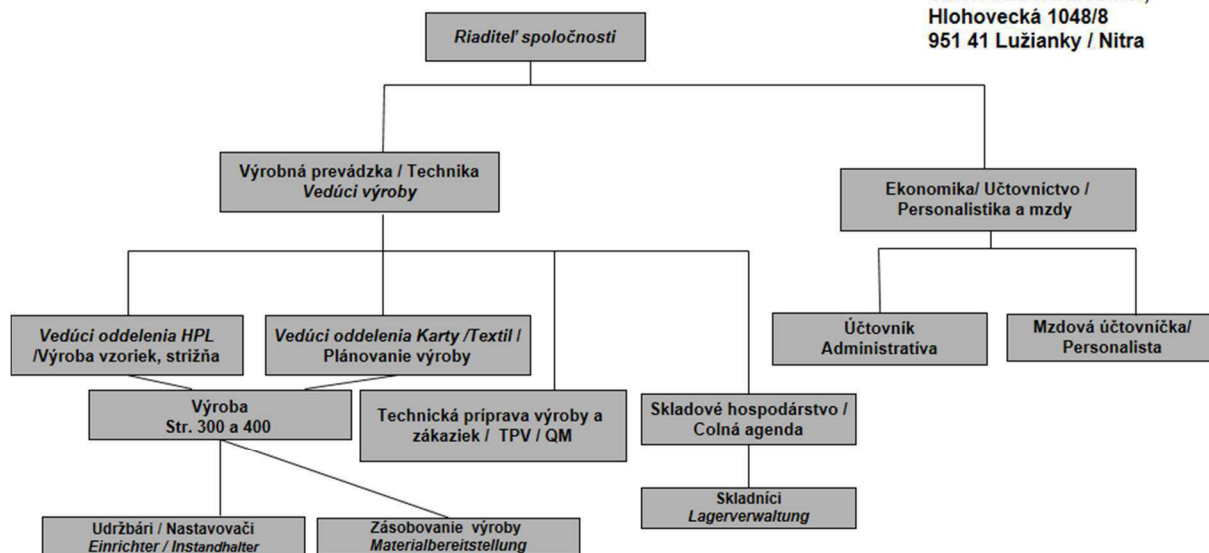 Hlohovecká 1048/8
951 41 Lužianky / Nitra
Riaditeľ spoločnosti
Výrobná prevádzka / Technika
Vedúci výroby
Ekonomika/ Učtovníctvo /
Personalistika a mzdy
Vedúci oddelenia HPL
/Výroba vzoriek, strižňa
Vedúci oddelenia Karty /Textil /
Plánovanie výroby
Účtovník
Administratíva
Mzdová účtovníčka/
Personalista
Výroba
Str. 300 a 400
Technická príprava výroby a
zákaziek / TPV / QM
Skladové hospodárstvo /
Colná agenda
Skladníci
Lagerverwaltung
Udržbári / Nastavovači
Einrichter / Instandhalter
Zásobovanie výroby
Materialbereitstellung